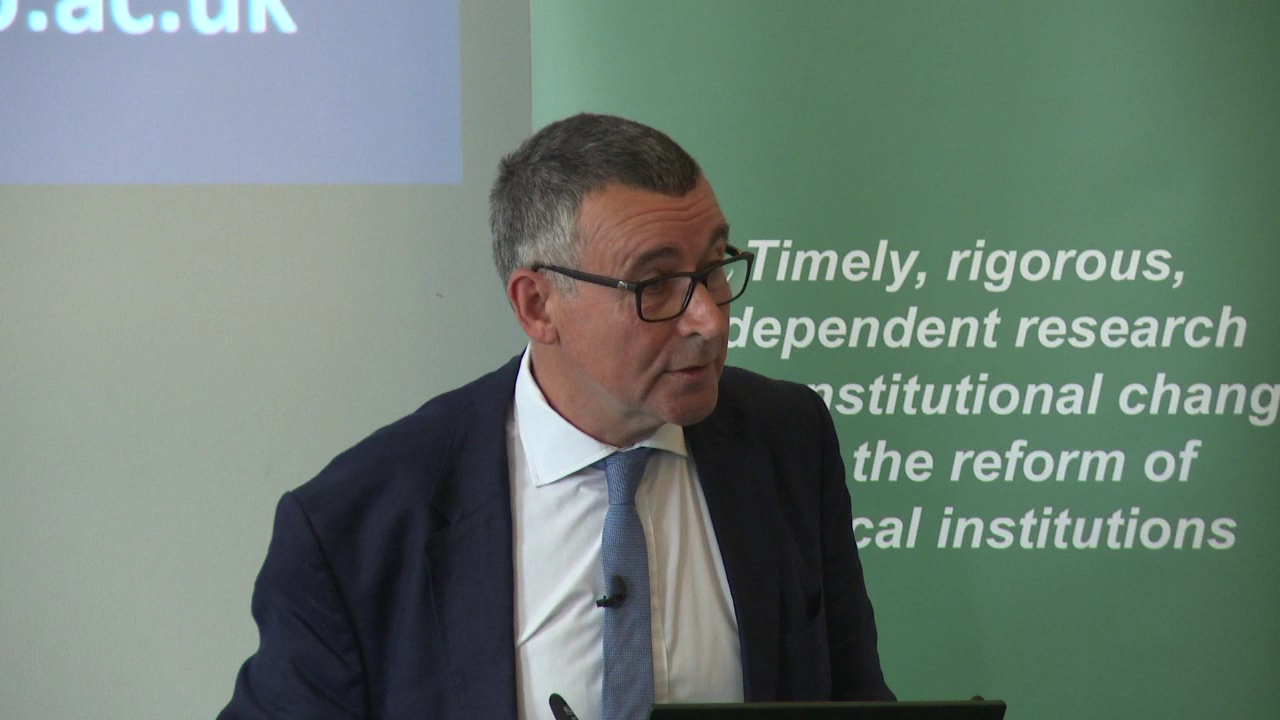 .ac.uk
Timely, rigorous,
dependent research
nstitutional chang
the reform of
cal institutions